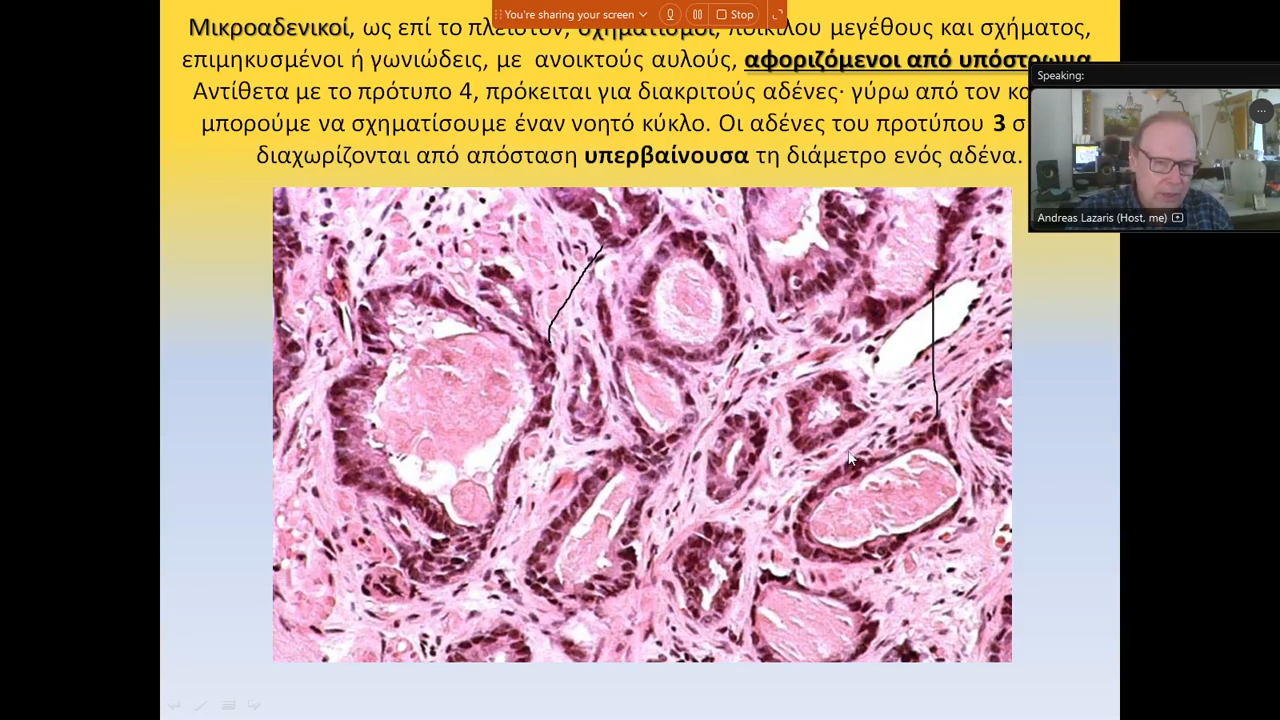 You're sharing your screen
Stop
Μικροαδενικοί, ως επί το πλείστον, σχηματισμοί, ποικίλου μεγέθους και σχήματος,
επιμηκυσμένοι ή γωνιώδεις, με ανοικτούς αυλούς, αφοριζόμενοι από υπόστρωμα
Αντίθετα με το πρότυπο 4, πρόκειται για διακριτούς αδένες· γύρω από τον
μπορούμε να σχηματίσουμε έναν νοητό κύκλο. Οι αδένες του προτύπου 3
διαχωρίζονται από απόσταση υπερβαίνουσα τη διάμετρο ενός αδένα.
Speaking:
Andreas Lazaris (Host, me)